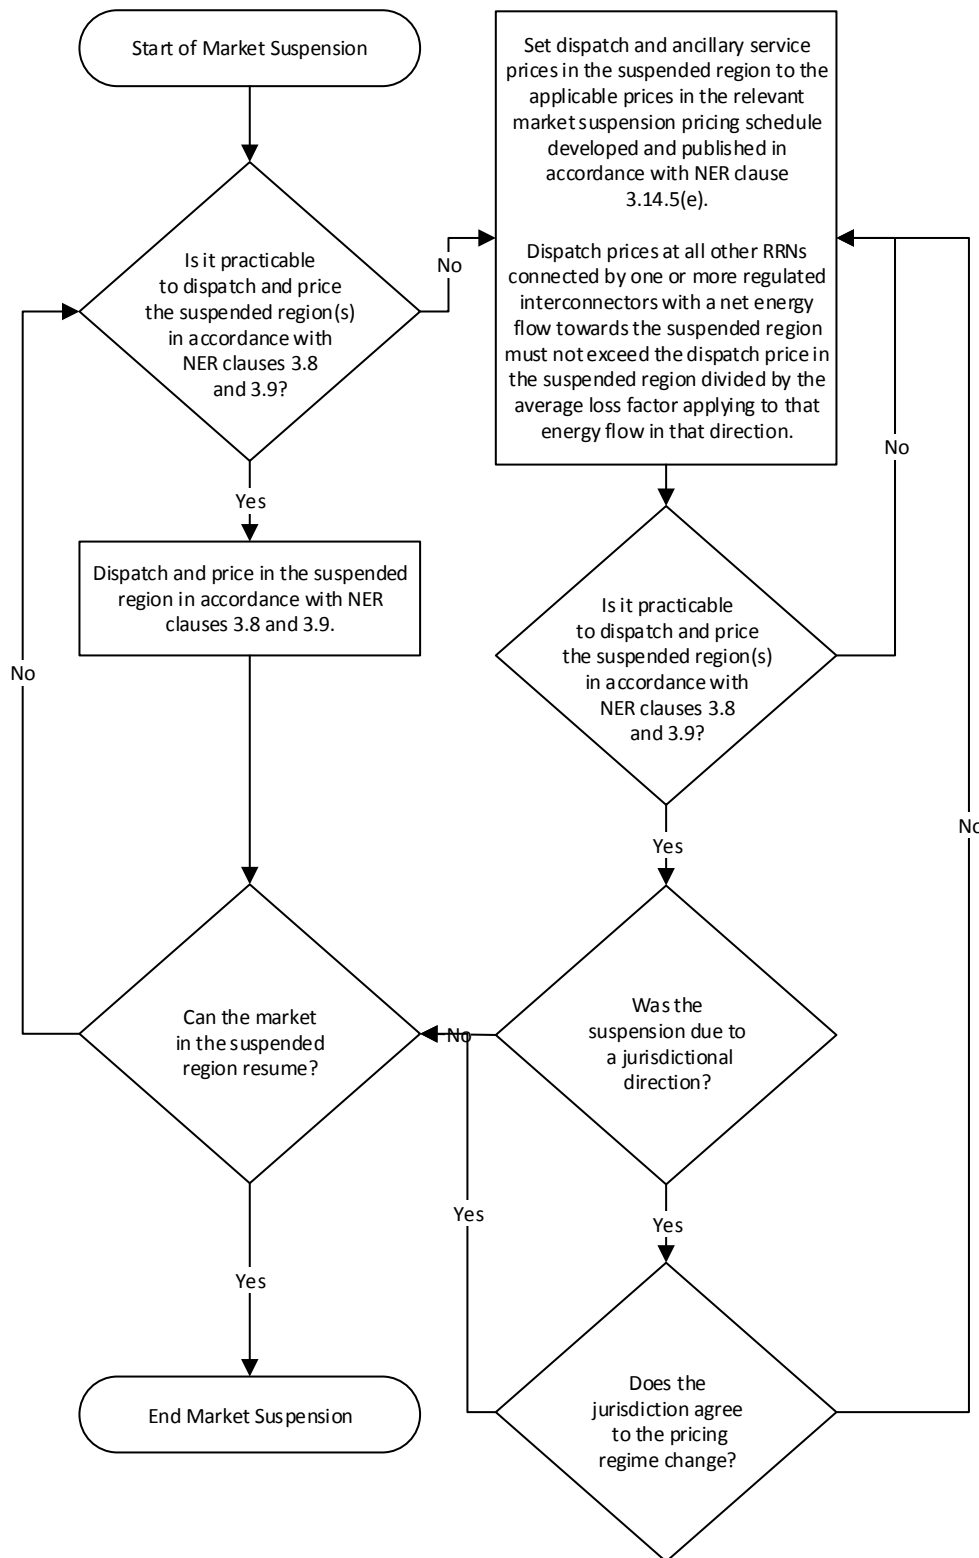 Start of Market Suspension
Set dispatch and ancillary service
prices in the suspended region to the
applicable prices in the relevant
market suspension pricing schedule
developed and published in
accordance with NER clause
3.14.5(e).
Dispatch prices at all other RRNs
connected by one or more regulated
interconnectors with a net energy
flow towards the suspended region
must not exceed the dispatch price in
the suspended region divided by the
average loss factor applying to that
energy flow in that direction.
Is it practicable
to dispatch and price
the suspended region(s)
in accordance with
NER clauses 3.8
and 3.9?
No
Yes
No
Dispatch and price in the suspended
region in accordance with NER
clauses 3.8 and 3.9.
Is it practicable
to dispatch and price
the suspended region(s)
in accordance with
NER clauses 3.8
and 3.9?
No
No
Yes
Can the market
in the suspended
region resume?
No
Was the
suspension due to
a jurisdictional
direction?
Yes
Yes
Yes
End Market Suspension
Does the
jurisdiction agree
to the pricing
regime change?
No